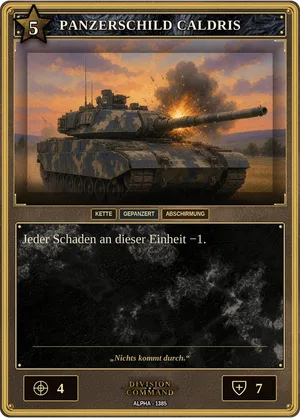 5
PANZERSCHILD CALDRIS
KETTE GEPANZERT ABSCHIRMUNG
Jeder Schaden an dieser Einheit −1.
„Nichts kommt durch.“
4
DIVISION COMMAND
ALPHA - 1385
7